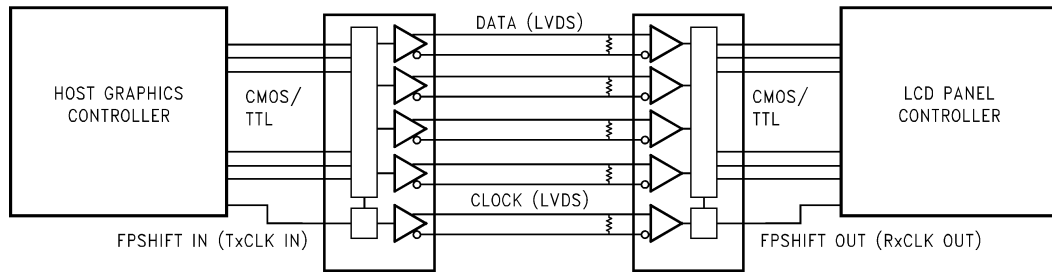 DATA (LVDS)
HOST GRAPHICS
CONTROLLER
CMOS/
TTL
CMOS/
TTL
LCD PANEL
CONTROLLER
CLOCK (LVDS)
FPSHIFT IN (TxCLK IN)
FPSHIFT OUT (RxCLK OUT)